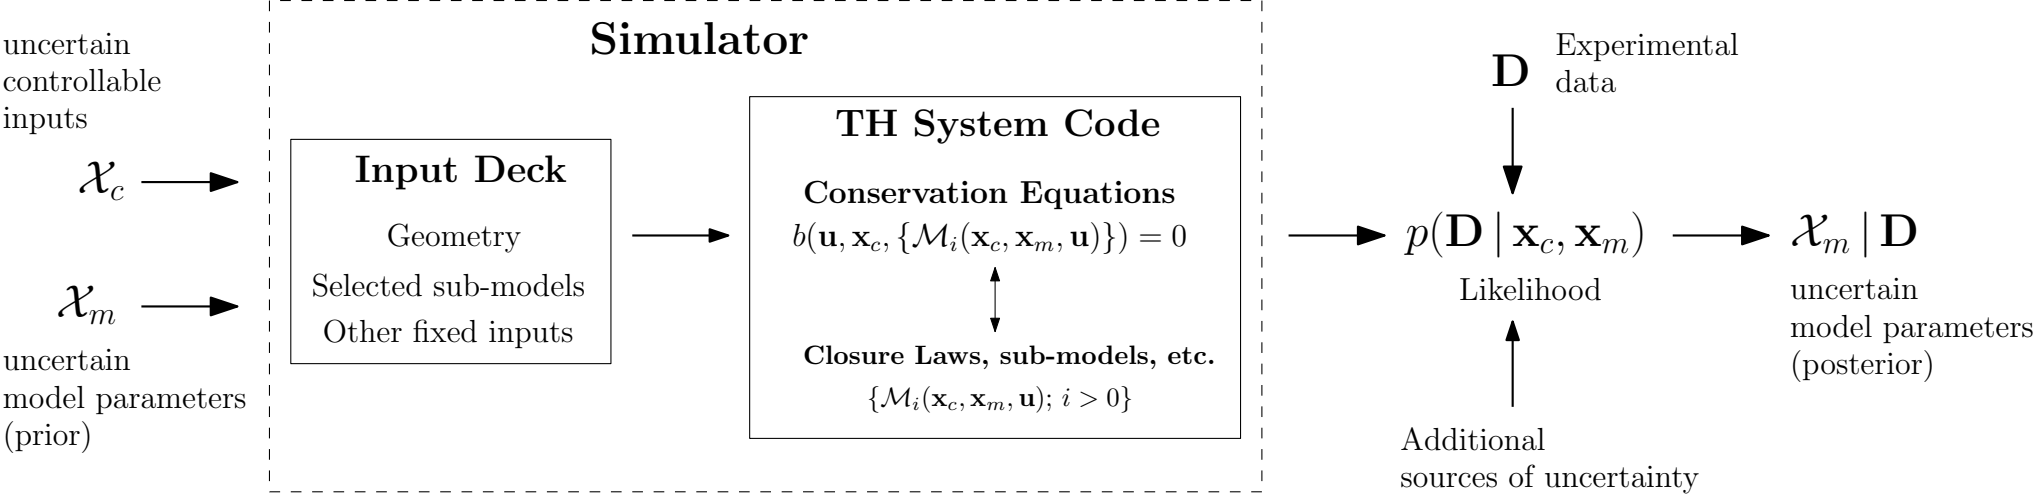 uncertain
controllable
inputs
𝒳_c
𝒳_m
uncertain
model parameters
(prior)
Simulator
Input Deck
Geometry
Selected sub-models
Other fixed inputs
TH System Code
Conservation Equations
b(𝐮, 𝐱_c, {ℳ_i(𝐱_c, 𝐱_m, 𝐮)}) = 0
Closure Laws, sub-models, etc.
{ℳ_i(𝐱_c, 𝐱_m, 𝐮); i > 0}
𝐃
Experimental
data
p(𝐃 | 𝐱_c, 𝐱_m)
Likelihood
Additional
sources of uncertainty
𝒳_m | 𝐃
uncertain
model parameters
(posterior)